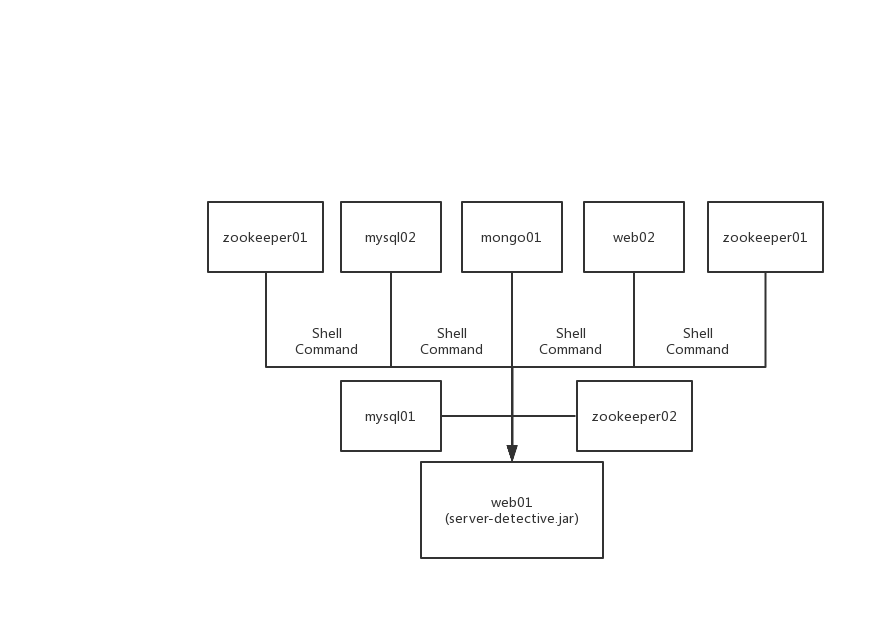 zookeeper01
mysql02
mongo01
web02
zookeeper01
Shell
Command
Shell
Command
Shell
Command
Shell
Command
mysql01
zookeeper02
web01
(server-detective.jar)